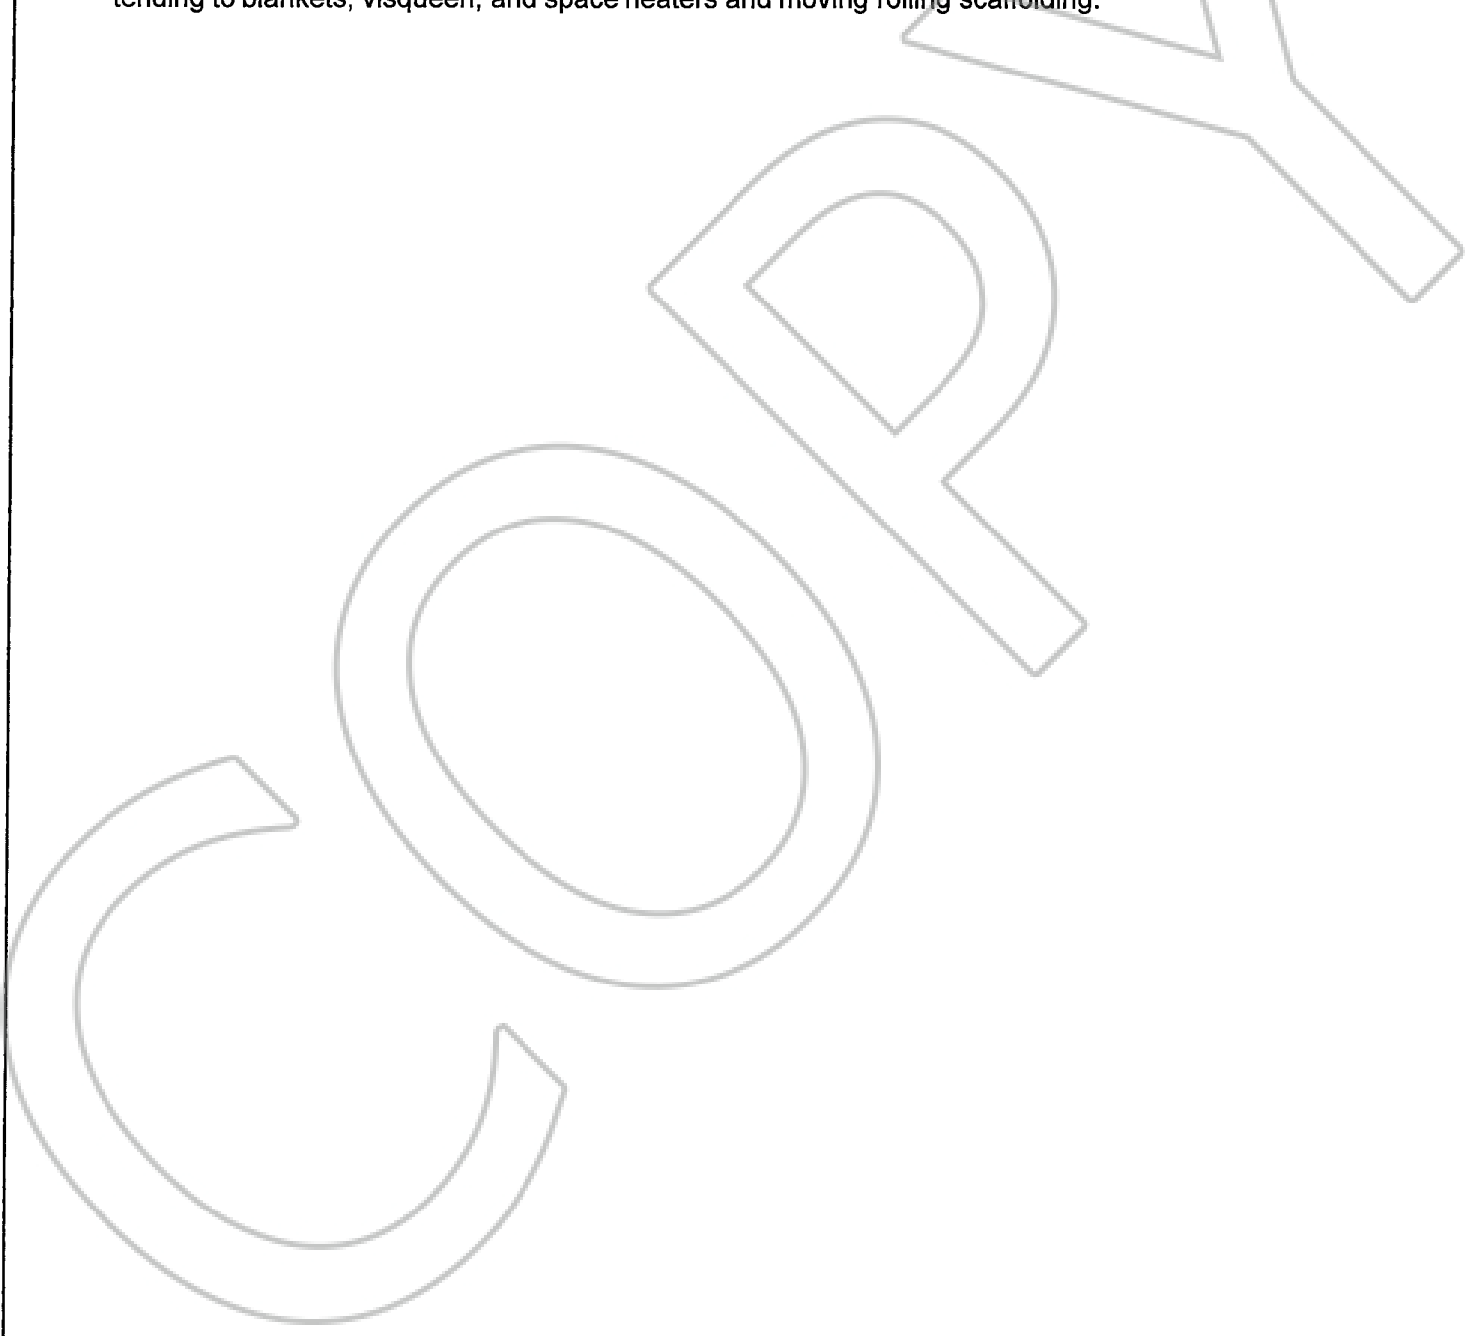 tending to blankets, visqueen, and space heaters and moving rolling scaffolding.
COPY